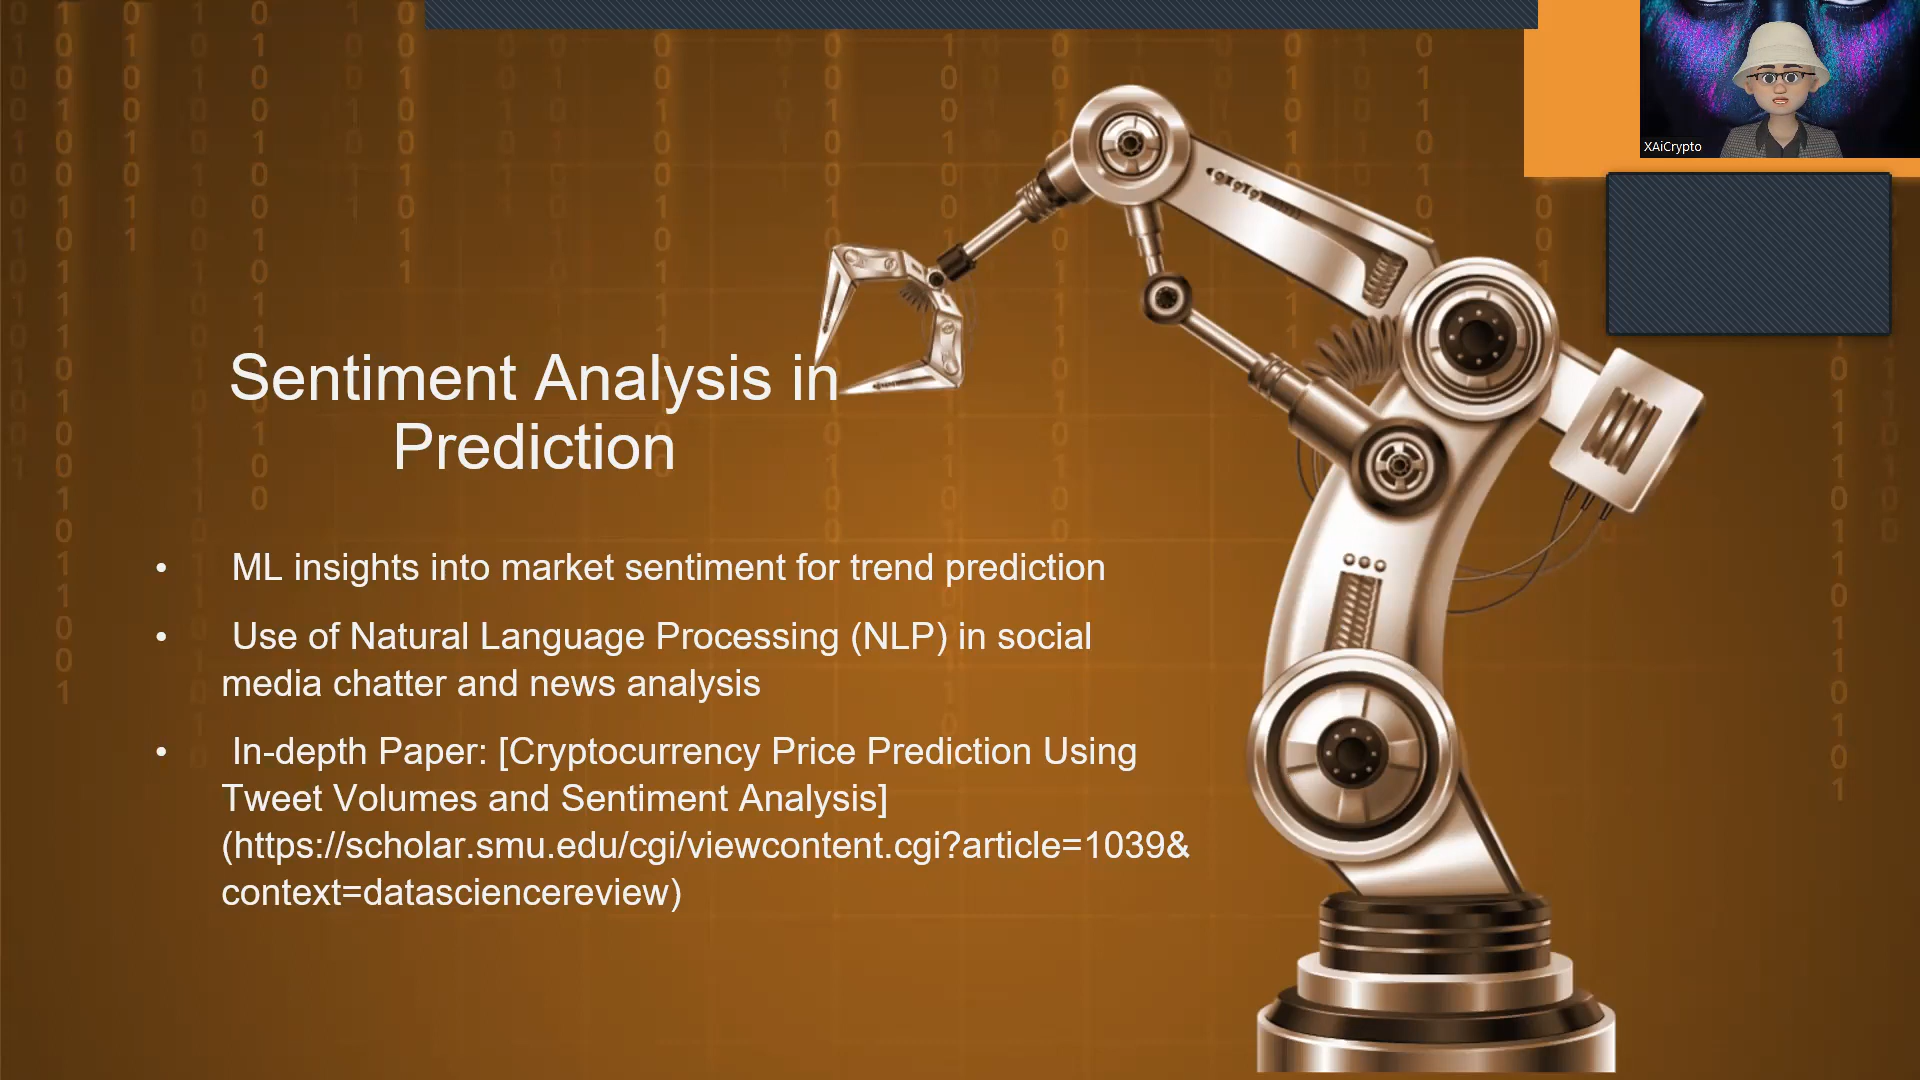 XAiCrypto
Sentiment Analysis in
Prediction
• ML insights into market sentiment for trend prediction
• Use of Natural Language Processing (NLP) in social
media chatter and news analysis
• In-depth Paper: [Cryptocurrency Price Prediction Using
Tweet Volumes and Sentiment Analysis]
(https://scholar.smu.edu/cgi/viewcontent.cgi?article=1039&
context=datasciencereview)